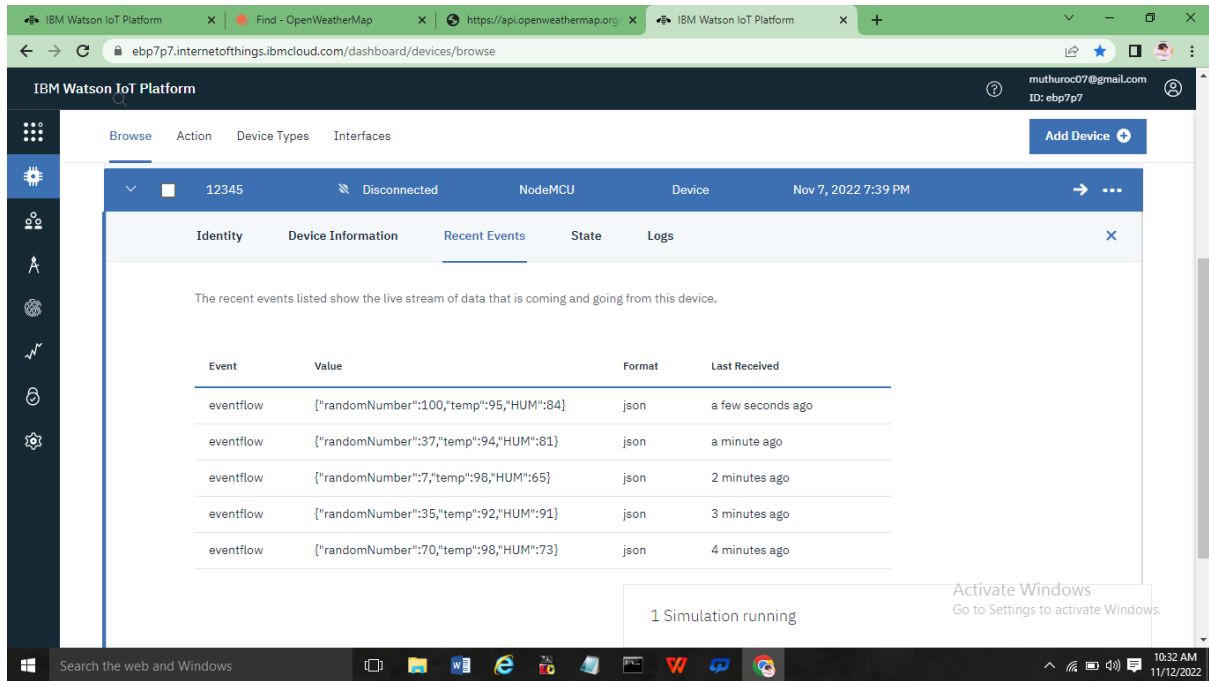 IBM Watson IoT Platform
Find - OpenWeatherMap
https://api.openweathermap.org
IBM Watson IoT Platform
ebp7p7.internetofthings.ibmcloud.com/dashboard/devices/browse
IBM Watson IoT Platform
muthuroc07@gmail.com
ID: ebp7p7
Browse Action Device Types Interfaces
Add Device
12345 Disconnected NodeMCU Device Nov 7, 2022 7:39 PM
Identity Device Information Recent Events State Logs
The recent events listed show the live stream of data that is coming and going from this device.
Event Value Format Last Received
eventflow {"randomNumber":100,"temp":95,"HUM":84} json a few seconds ago
eventflow {"randomNumber":37,"temp":94,"HUM":81} json a minute ago
eventflow {"randomNumber":7,"temp":98,"HUM":65} json 2 minutes ago
eventflow {"randomNumber":35,"temp":92,"HUM":91} json 3 minutes ago
eventflow {"randomNumber":70,"temp":98,"HUM":73} json 4 minutes ago
1 Simulation running
Activate Windows
Go to Settings to activate Windows.
Search the web and Windows
10:32 AM
11/12/2022